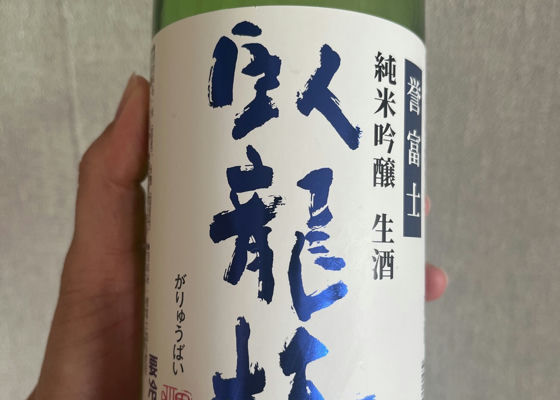 誉富士
純米吟醸 生酒
臥龍梅
がりゅうばい